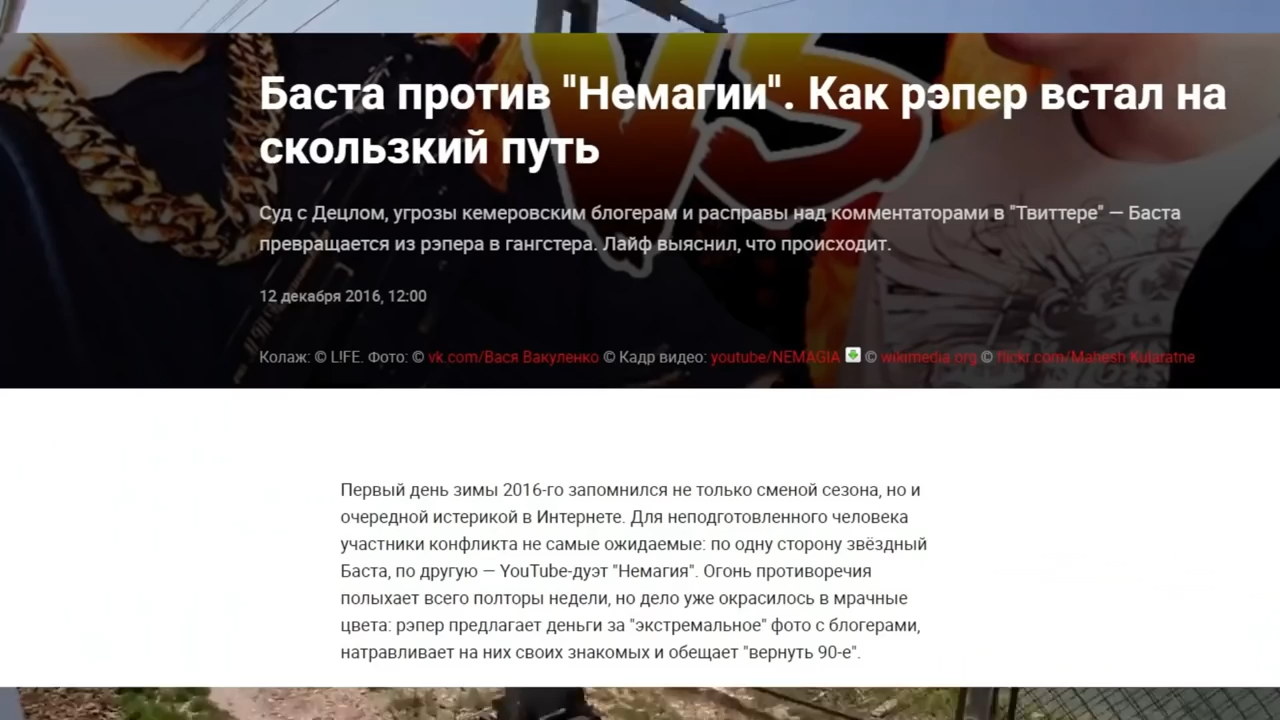 VS
Баста против "Немагии". Как рэпер встал на
скользкий путь
Суд с Децлом, угрозы кемеровским блогерам и расправы над комментаторами в "Твиттере" — Баста
превращается из рэпера в гангстера. Лайф выяснил, что происходит.
12 декабря 2016, 12:00
Колаж: © L!FE. Фото: © vk.com/Вася Вакуленко © Кадр видео: youtube/NEMAGIA © wikimedia.org © flickr.com/Mahesh Kularatne
Первый день зимы 2016-го запомнился не только сменой сезона, но и
очередной истерикой в Интернете. Для неподготовленного человека
участники конфликта не самые ожидаемые: по одну сторону звёздный
Баста, по другую — YouTube-дуэт "Немагия". Огонь противоречия
полыхает всего полторы недели, но дело уже окрасилось в мрачные
цвета: рэпер предлагает деньги за "экстремальное" фото с блогерами,
натравливает на них своих знакомых и обещает "вернуть 90-е".